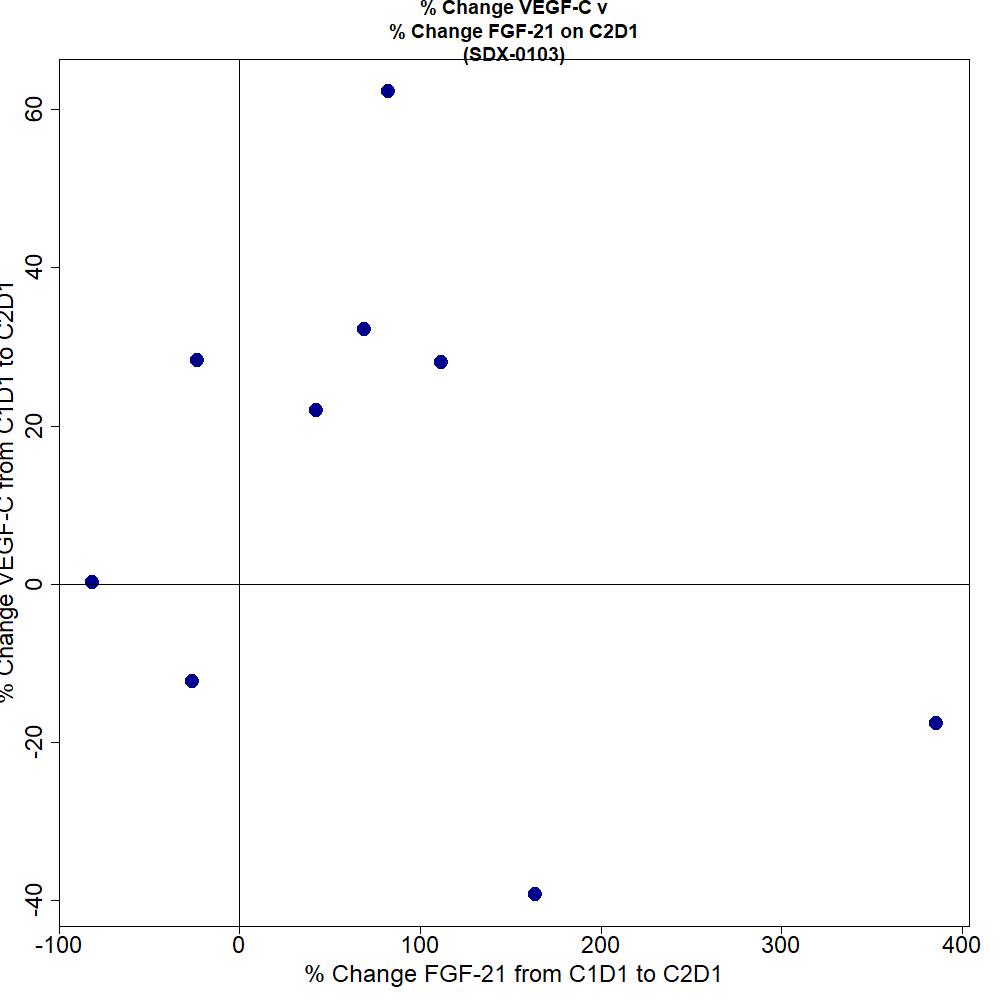 % Change VEGF-C v
% Change FGF-21 on C2D1
(SDX-0103)
60
40
20
0
-20
-40
% Change VEGF-C from C1D1 to C2D1
-100 0 100 200 300 400
% Change FGF-21 from C1D1 to C2D1